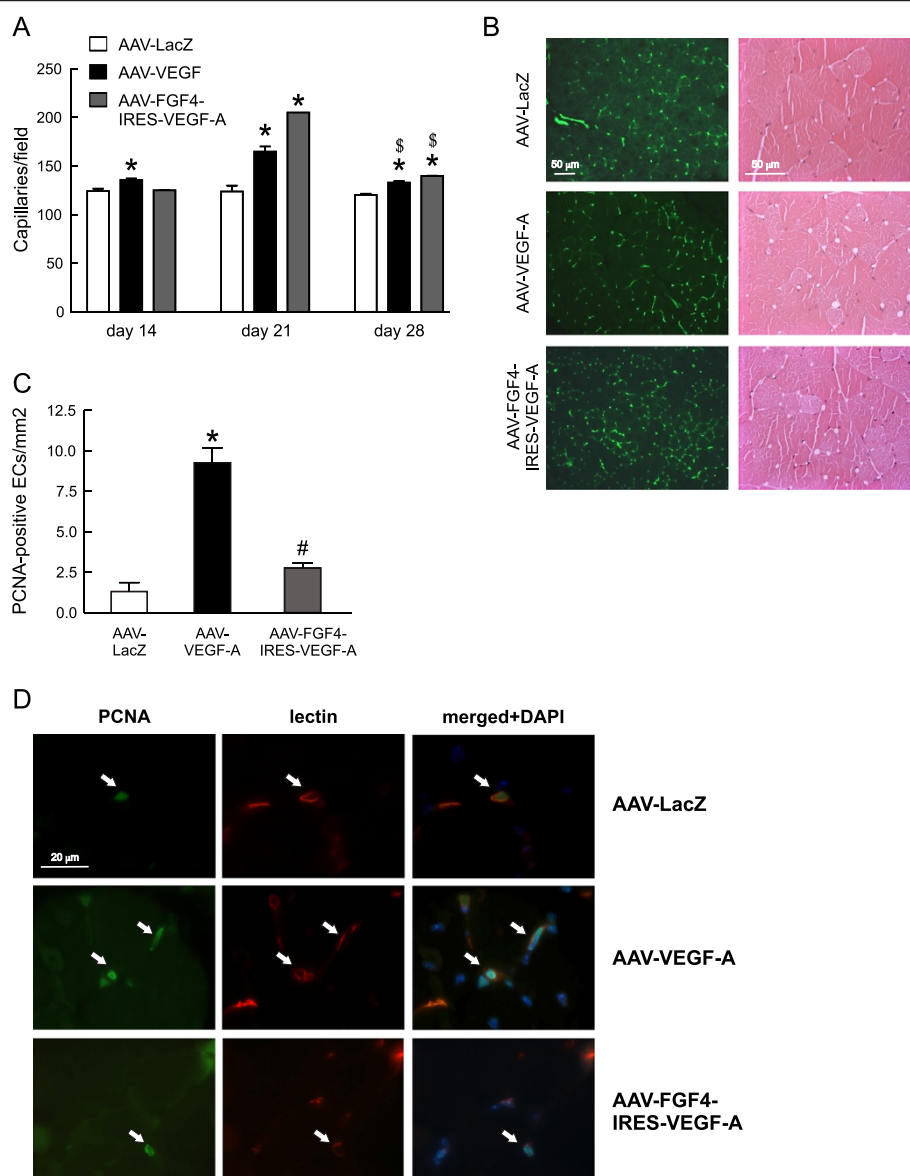 A
AAV-LacZ
AAV-VEGF
AAV-FGF4-
IRES-VEGF-A
Capillaries/field
250
200
150
100
50
0
*
*
*
$
*
$
*
day 14
day 21
day 28
B
AAV-LacZ
50 µm
50 µm
AAV-VEGF-A
AAV-FGF4-
IRES-VEGF-A
C
PCNA-positive ECs/mm2
12.5
10.0
7.5
5.0
2.5
0.0
*
#
AAV-
LacZ
AAV-
VEGF-A
AAV-FGF4-
IRES-VEGF-A
D
PCNA
lectin
merged+DAPI
20 µm
AAV-LacZ
AAV-VEGF-A
AAV-FGF4-
IRES-VEGF-A